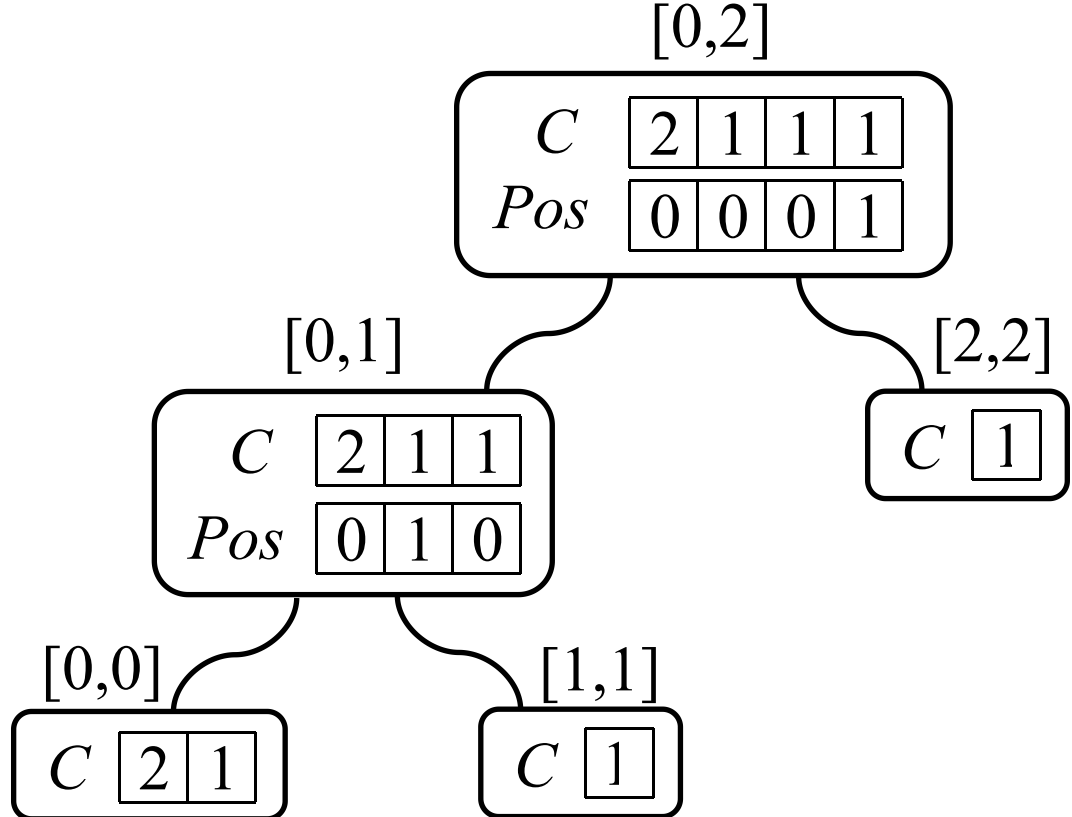 [0,2]
C 2 1 1 1
Pos 0 0 0 1
[0,1]
C 2 1 1
Pos 0 1 0
[2,2]
C 1
[0,0]
C 2 1
[1,1]
C 1